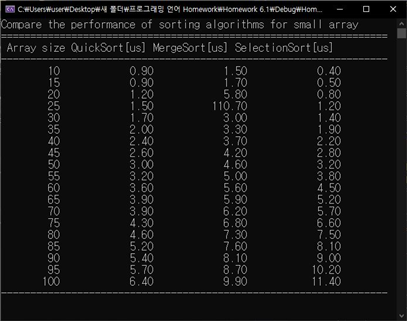 C:₩Users₩user₩Desktop₩새 폴더₩프로그래밍 언어 Homework₩Homework 6.1₩Debug₩Hom...
Compare the performance of sorting algorithms for small array
Array size QuickSort[us] MergeSort[us] SelectionSort[us]
10 0.90 1.50 0.40
15 0.90 1.70 0.50
20 1.20 5.80 0.80
25 1.50 110.70 1.20
30 1.70 3.00 1.40
35 2.00 3.30 1.90
40 2.40 3.70 2.20
45 2.60 4.20 2.80
50 3.00 4.60 3.20
55 3.20 5.00 3.80
60 3.60 5.60 4.50
65 3.90 5.90 5.20
70 3.90 6.20 5.70
75 4.30 6.80 6.60
80 4.60 7.30 7.50
85 5.20 7.60 8.10
90 5.40 8.10 9.00
95 5.70 8.70 10.20
100 6.40 9.90 11.40